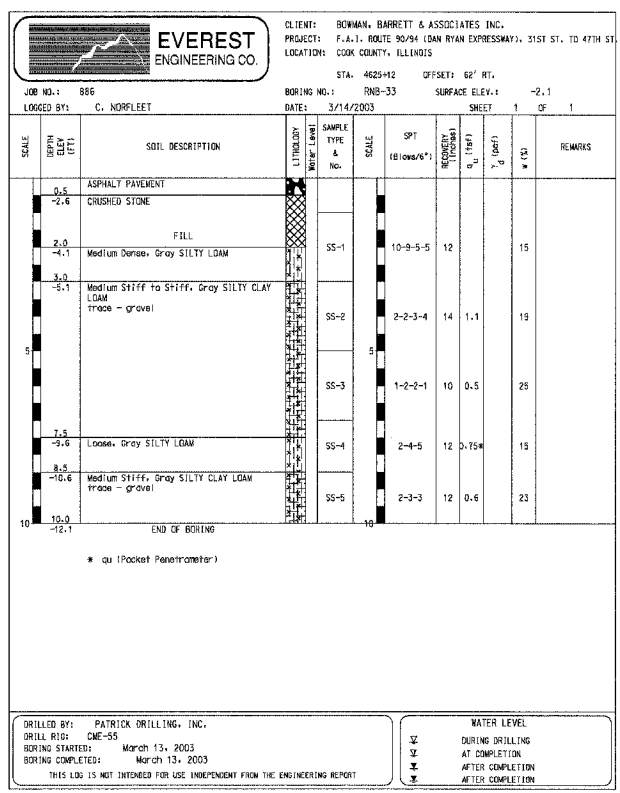 EVEREST
ENGINEERING CO.
CLIENT: BOWMAN, BARRETT & ASSOCIATES INC.
PROJECT: F.A.I. ROUTE 90/94 (DAN RYAN EXPRESSWAY), 31ST ST. TO 47TH ST.
LOCATION: COOK COUNTY, ILLINOIS
STA. 4625+12 OFFSET: 62' RT.
JOB NO.: 886 BORING NO.: RNB-33 SURFACE ELEV.: -2.1
LOGGED BY: C. NORFLEET DATE: 3/14/2003 SHEET 1 OF 1
SCALE DEPTH ELEV (FT) SOIL DESCRIPTION LITHOLOGY Water Level SAMPLE TYPE & No. SCALE SPT (Blows/6") RECOVERY (Inches) qu (tsf) γd (pcf) w (%) REMARKS
ASPHALT PAVEMENT
0.5
-2.6 CRUSHED STONE
FILL
2.0 SS-1 10-9-5-5 12 15
-4.1 Medium Dense, Gray SILTY LOAM
3.0
-5.1 Medium Stiff to Stiff, Gray SILTY CLAY
LOAM
trace - gravel
SS-2 2-2-3-4 14 1.1 19
5 5
SS-3 1-2-2-1 10 0.5 26
7.5
-9.6 Loose, Gray SILTY LOAM SS-4 2-4-5 12 0.75* 15
8.5
-10.6 Medium Stiff, Gray SILTY CLAY LOAM
trace - gravel
SS-5 2-3-3 12 0.6 23
10 10.0 10
-12.1 END OF BORING
* qu (Pocket Penetrometer)
DRILLED BY: PATRICK DRILLING, INC.
DRILL RIG: CME-55
BORING STARTED: March 13, 2003
BORING COMPLETED: March 13, 2003
THIS LOG IS NOT INTENDED FOR USE INDEPENDENT FROM THE ENGINEERING REPORT
WATER LEVEL
DURING DRILLING
AT COMPLETION
AFTER COMPLETION
AFTER COMPLETION